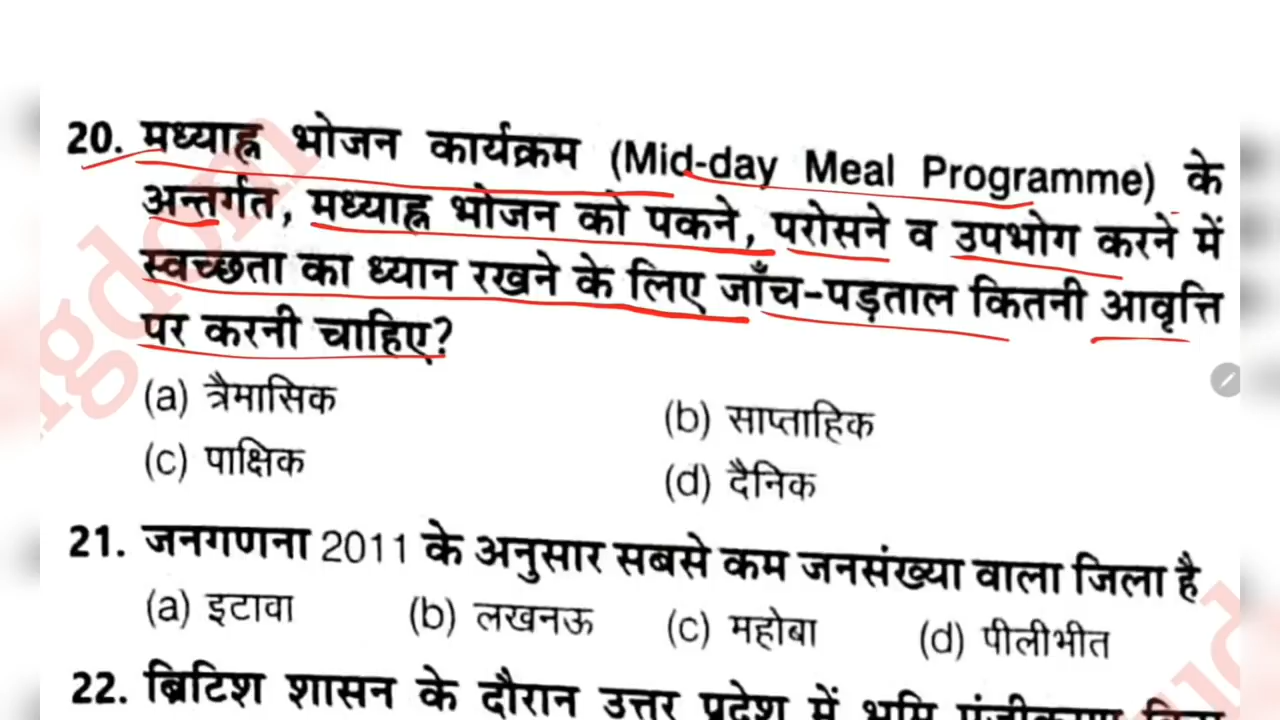 20. मध्याह्न भोजन कार्यक्रम (Mid-day Meal Programme) के
अन्तर्गत, मध्याह्न भोजन को पकने, परोसने व उपभोग करने में
स्वच्छता का ध्यान रखने के लिए जाँच-पड़ताल कितनी आवृत्ति
पर करनी चाहिए?
(a) त्रैमासिक
(b) साप्ताहिक
(c) पाक्षिक
(d) दैनिक
21. जनगणना 2011 के अनुसार सबसे कम जनसंख्या वाला जिला है
(a) इटावा (b) लखनऊ (c) महोबा (d) पीलीभीत
22. ब्रिटिश शासन के दौरान उत्तर प्रदेश में भूमि
ngdom